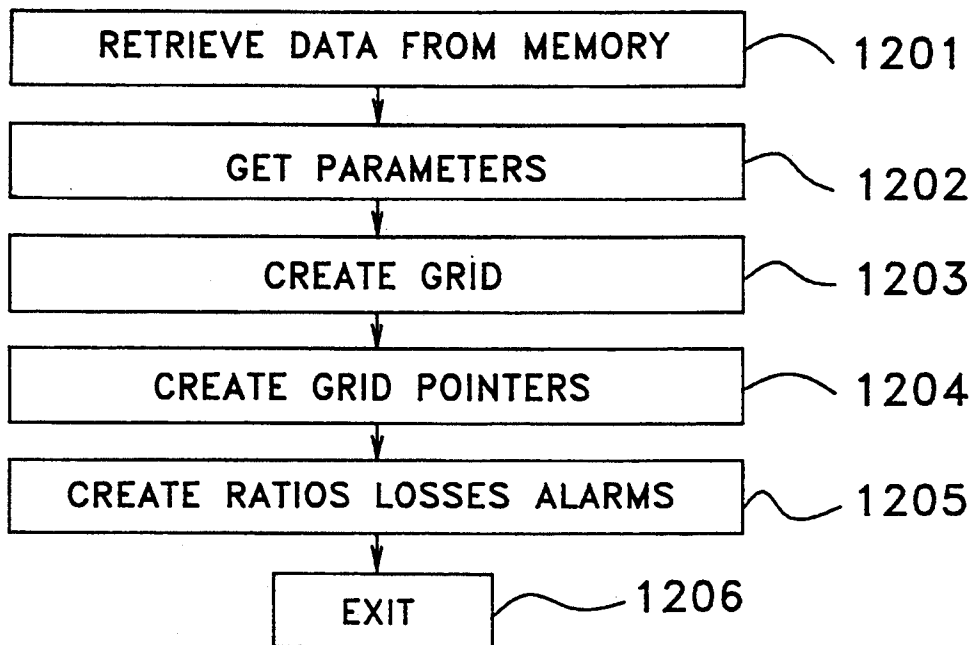 RETRIEVE DATA FROM MEMORY 1201
GET PARAMETERS 1202
CREATE GRID 1203
CREATE GRID POINTERS 1204
CREATE RATIOS LOSSES ALARMS 1205
EXIT 1206